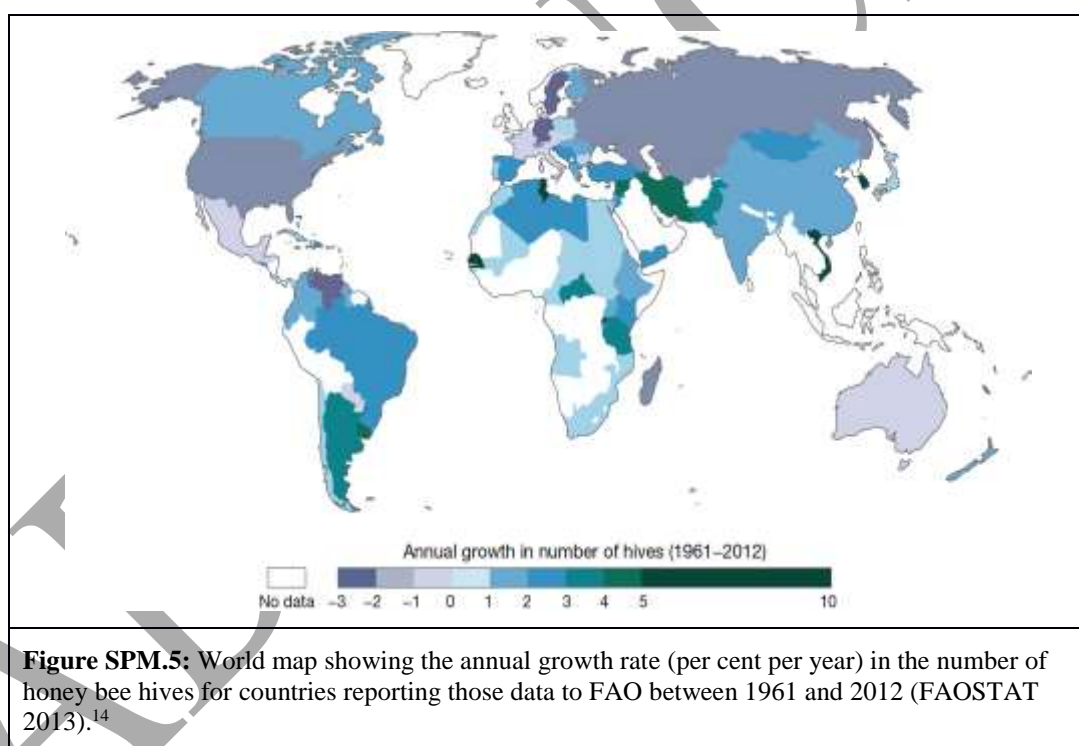 Annual growth in number of hives (1961–2012)
No data –3 –2 –1 0 1 2 3 4 5 10
Figure SPM.5: World map showing the annual growth rate (per cent per year) in the number of
honey bee hives for countries reporting those data to FAO between 1961 and 2012 (FAOSTAT
2013).14